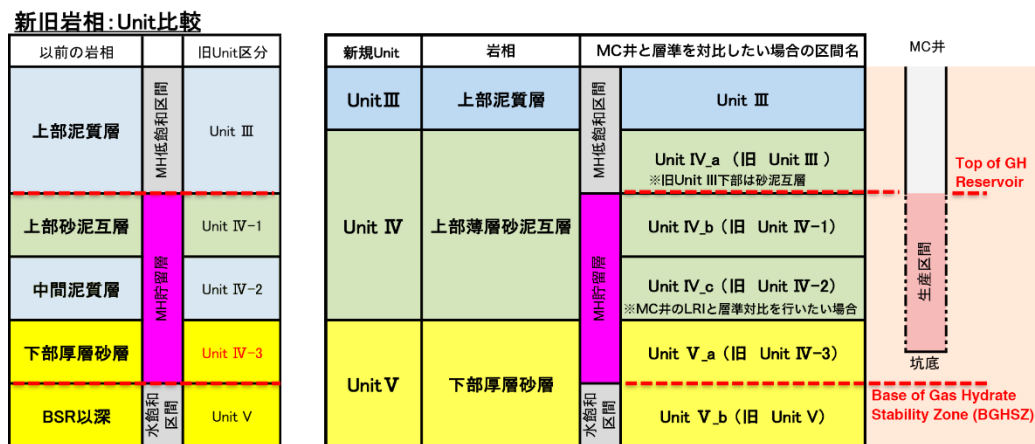 新旧岩相：Unit比較
以前の岩相
旧Unit区分
上部泥質層
MH低飽和区間
Unit Ⅲ
上部砂泥互層
MH貯留層
Unit Ⅳ-1
中間泥質層
Unit Ⅳ-2
下部厚層砂層
Unit Ⅳ-3
BSR以深
水飽和
区間
Unit Ⅴ
新規Unit
岩相
MC井と層準を対比したい場合の区間名
UnitⅢ
上部泥質層
MH低飽和区間
Unit Ⅲ
Unit Ⅳ_a （旧 Unit Ⅲ ）
※旧Unit III下部は砂泥互層
Unit Ⅳ
上部薄層砂泥互層
MH貯留層
Unit Ⅳ_b（旧 Unit Ⅳ-1）
Unit Ⅳ_c（旧 Unit Ⅳ-2）
※MC井のLRIと層準対比を行いたい場合
UnitⅤ
下部厚層砂層
Unit Ⅴ_a（旧 Unit Ⅳ-3）
水飽和
区間
Unit Ⅴ_b（旧 Unit Ⅴ）
MC井
Top of GH
Reservoir
生産区間
坑底
Base of Gas Hydrate
Stability Zone (BGHSZ)